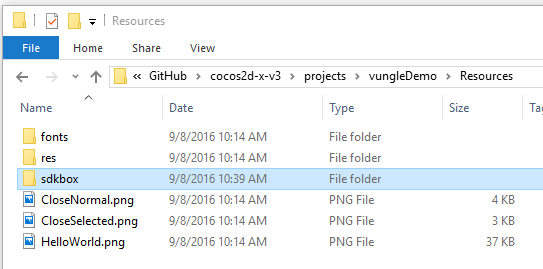 Resources
File Home Share View
« GitHub > cocos2d-x-v3 > projects > vungleDemo > Resources
Name Date Type Size Tag
fonts 9/8/2016 10:14 AM File folder
res 9/8/2016 10:14 AM File folder
sdkbox 9/8/2016 10:39 AM File folder
CloseNormal.png 9/8/2016 10:14 AM PNG File 4 KB
CloseSelected.png 9/8/2016 10:14 AM PNG File 3 KB
HelloWorld.png 9/8/2016 10:14 AM PNG File 37 KB